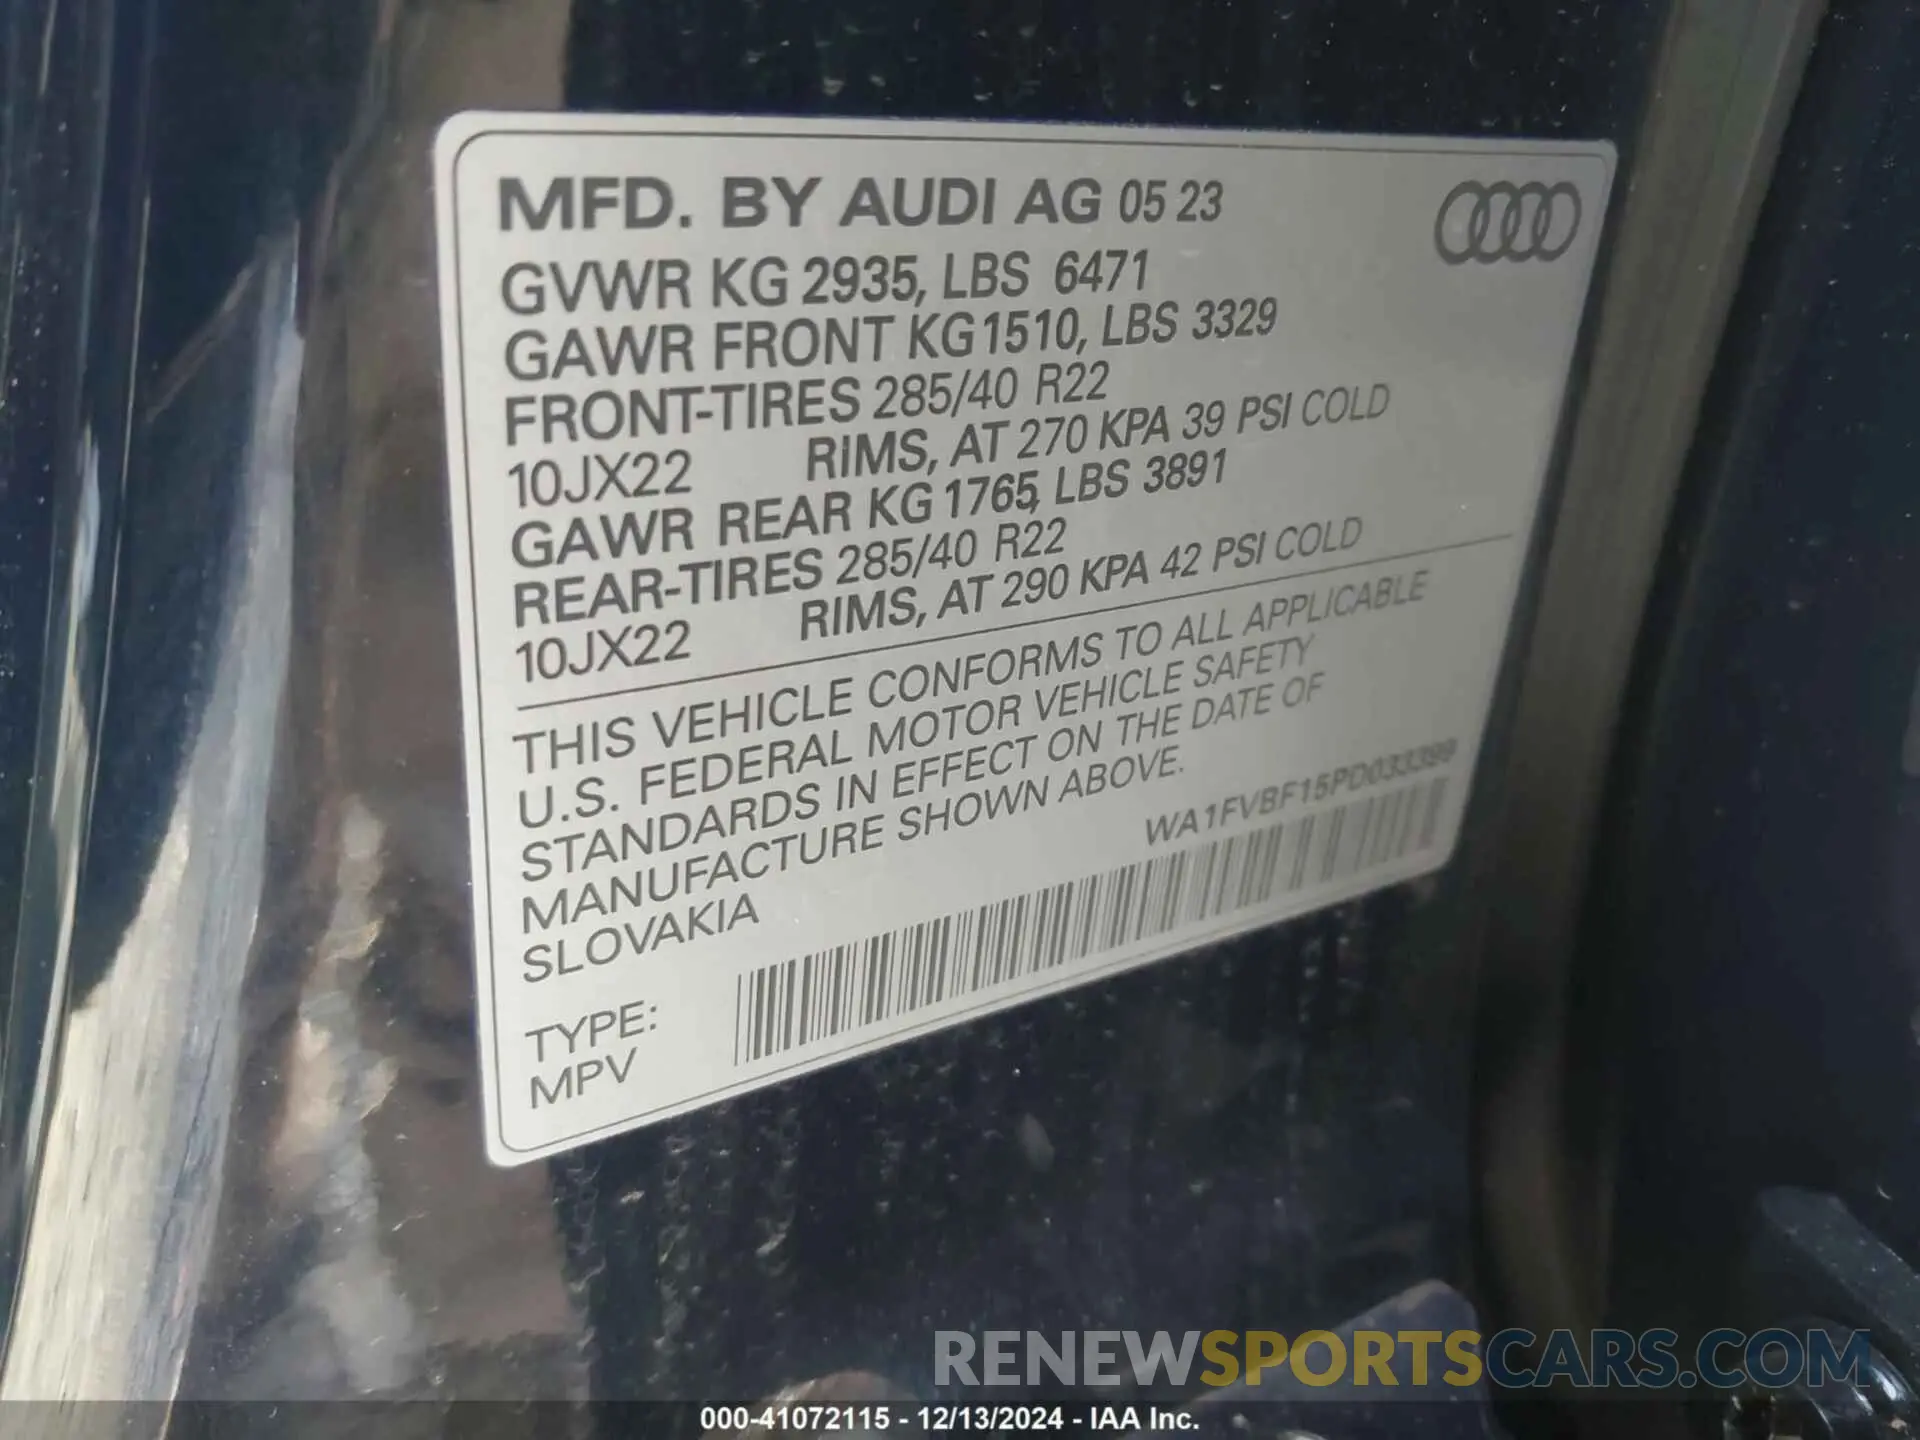 MFD. BY AUDI AG 05 23
GVWR KG 2935, LBS 6471
GAWR FRONT KG 1510, LBS 3329
FRONT-TIRES 285/40 R22
10JX22 RIMS, AT 270 KPA 39 PSI COLD
GAWR REAR KG 1765, LBS 3891
REAR-TIRES 285/40 R22
10JX22 RIMS, AT 290 KPA 42 PSI COLD
THIS VEHICLE CONFORMS TO ALL APPLICABLE
U.S. FEDERAL MOTOR VEHICLE SAFETY
STANDARDS IN EFFECT ON THE DATE OF
MANUFACTURE SHOWN ABOVE.
SLOVAKIA
WA1FVBF15PD033399
TYPE:
MPV
RENEWSPORTSCARS.COM
000-41072115 - 12/13/2024 - IAA Inc.